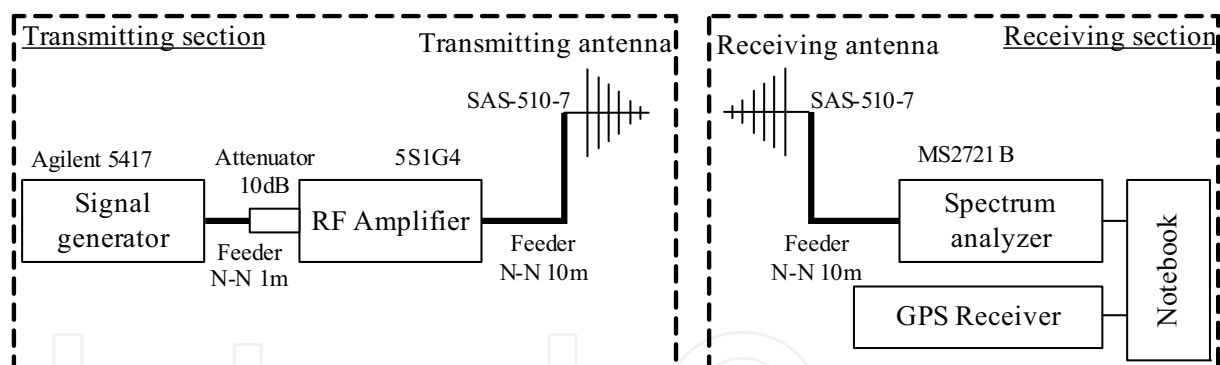 Transmitting section
Transmitting antenna
SAS-510-7
Agilent 5417
Attenuator
10dB
5S1G4
Signal
generator
RF Amplifier
Feeder
N-N 1m
Feeder
N-N 10m
Receiving antenna
Receiving section
SAS-510-7
MS2721B
Spectrum
analyzer
Feeder
N-N 10m
GPS Receiver
Notebook